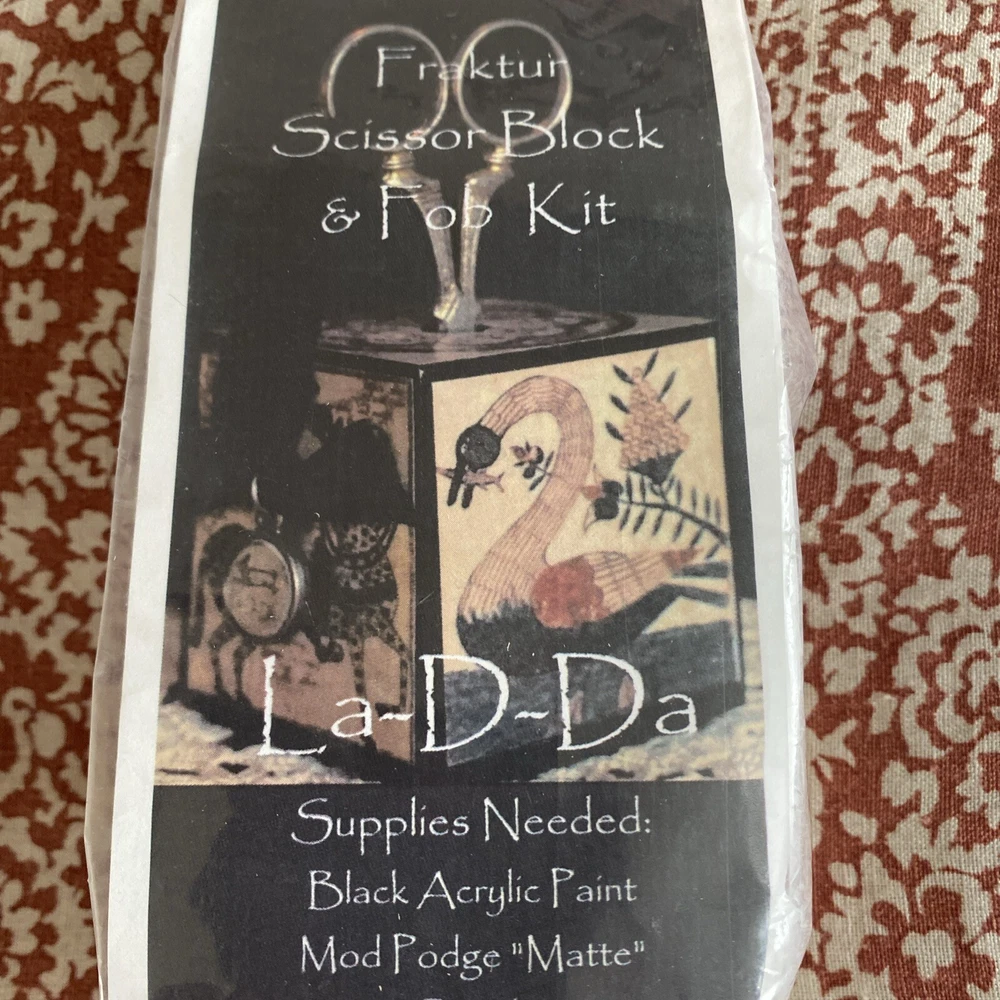 Fraktur
Scissor Block
& Fob Kit
La-D-Da
Supplies Needed:
Black Acrylic Paint
Mod Podge "Matte"